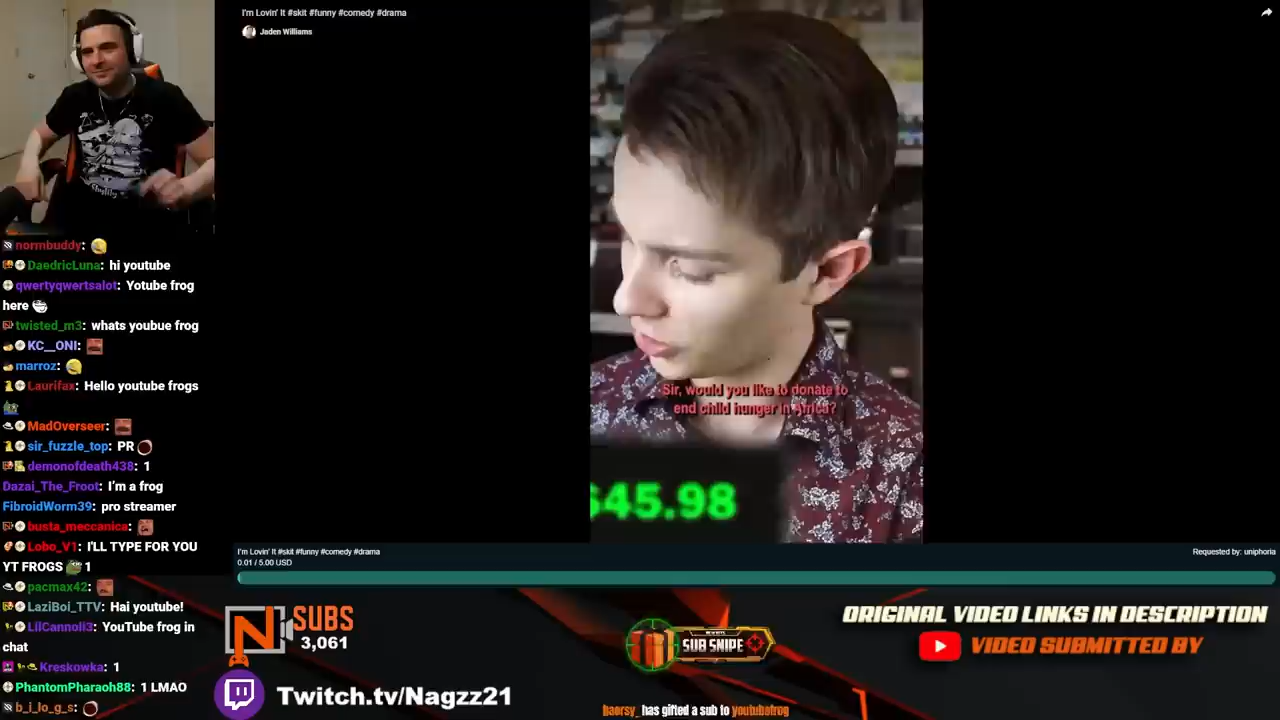 I'm Lovin' It #skit #funny #comedy #drama
Jaden Williams
Sir, would you like to donate to
end child hunger in Africa?
$45.98
normbuddy:
DaedricLuna: hi youtube
qwertyqwertsalot: Yotube frog
here
twisted_m3: whats youbue frog
KC__ONI:
marroz:
Laurifax: Hello youtube frogs
MadOverseer:
sir_fuzzle_top: PR
demonofdeath438: 1
Dazai_The_Froot: I'm a frog
FibroidWorm39: pro streamer
busta_meccanica:
Lobo_V1: I'LL TYPE FOR YOU
YT FROGS 1
pacmax42:
LaziBoi_TTV: Hai youtube!
LilCannoli3: YouTube frog in
chat
Kreskowka: 1
PhantomPharaoh88: 1 LMAO
b_i_lo_g_s:
I'm Lovin' It #skit #funny #comedy #drama
Requested by: uniphoria
0.01 / 5.00 USD
N SUBS
3,061
Twitch.tv/Nagzz21
SUB SNIPE
haorsy_ has gifted a sub to youtubefrog
ORIGINAL VIDEO LINKS IN DESCRIPTION
VIDEO SUBMITTED BY